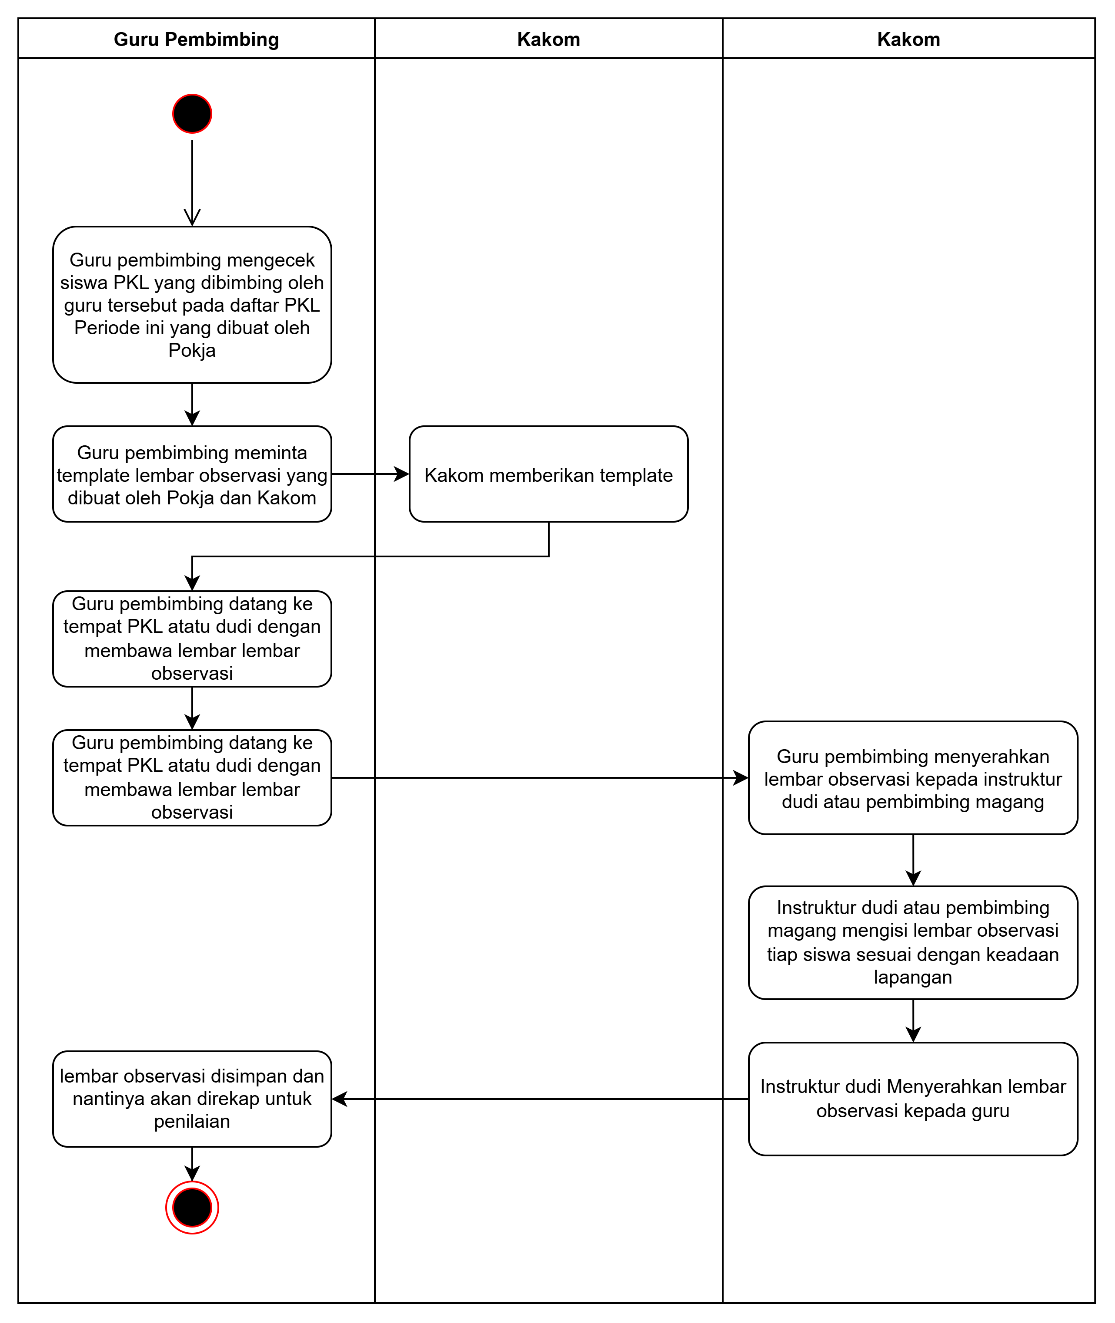 Guru Pembimbing
Kakom
Kakom
Guru pembimbing mengecek
siswa PKL yang dibimbing oleh
guru tersebut pada daftar PKL
Periode ini yang dibuat oleh
Pokja
Guru pembimbing meminta
template lembar observasi yang
dibuat oleh Pokja dan Kakom
Kakom memberikan template
Guru pembimbing datang ke
tempat PKL atatu dudi dengan
membawa lembar lembar
observasi
Guru pembimbing datang ke
tempat PKL atatu dudi dengan
membawa lembar lembar
observasi
Guru pembimbing menyerahkan
lembar observasi kepada instruktur
dudi atau pembimbing magang
Instruktur dudi atau pembimbing
magang mengisi lembar observasi
tiap siswa sesuai dengan keadaan
lapangan
Instruktur dudi Menyerahkan lembar
observasi kepada guru
lembar observasi disimpan dan
nantinya akan direkap untuk
penilaian